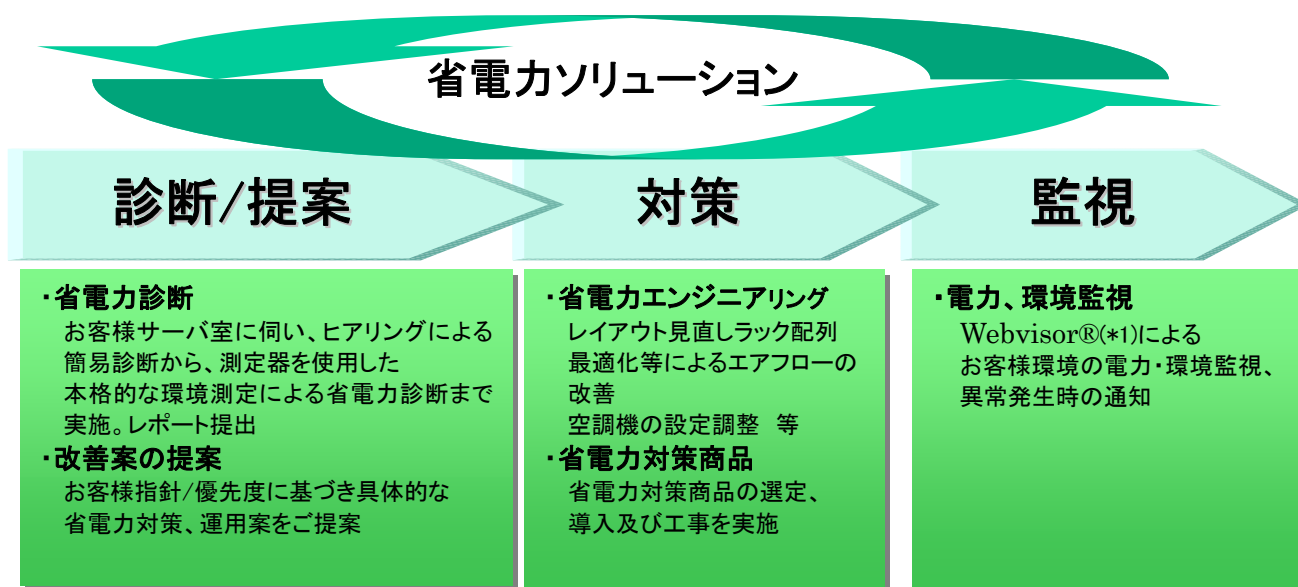 省電力ソリューション
診断/提案
・省電力診断
お客様サーバ室に伺い、ヒアリングによる
簡易診断から、測定器を使用した
本格的な環境測定による省電力診断まで
実施。レポート提出
・改善案の提案
お客様指針/優先度に基づき具体的な
省電力対策、運用案をご提案
対策
・省電力エンジニアリング
レイアウト見直しラック配列
最適化等によるエアフローの
改善
空調機の設定調整 等
・省電力対策商品
省電力対策商品の選定、
導入及び工事を実施
監視
・電力、環境監視
Webvisor®(*1)による
お客様環境の電力・環境監視、
異常発生時の通知